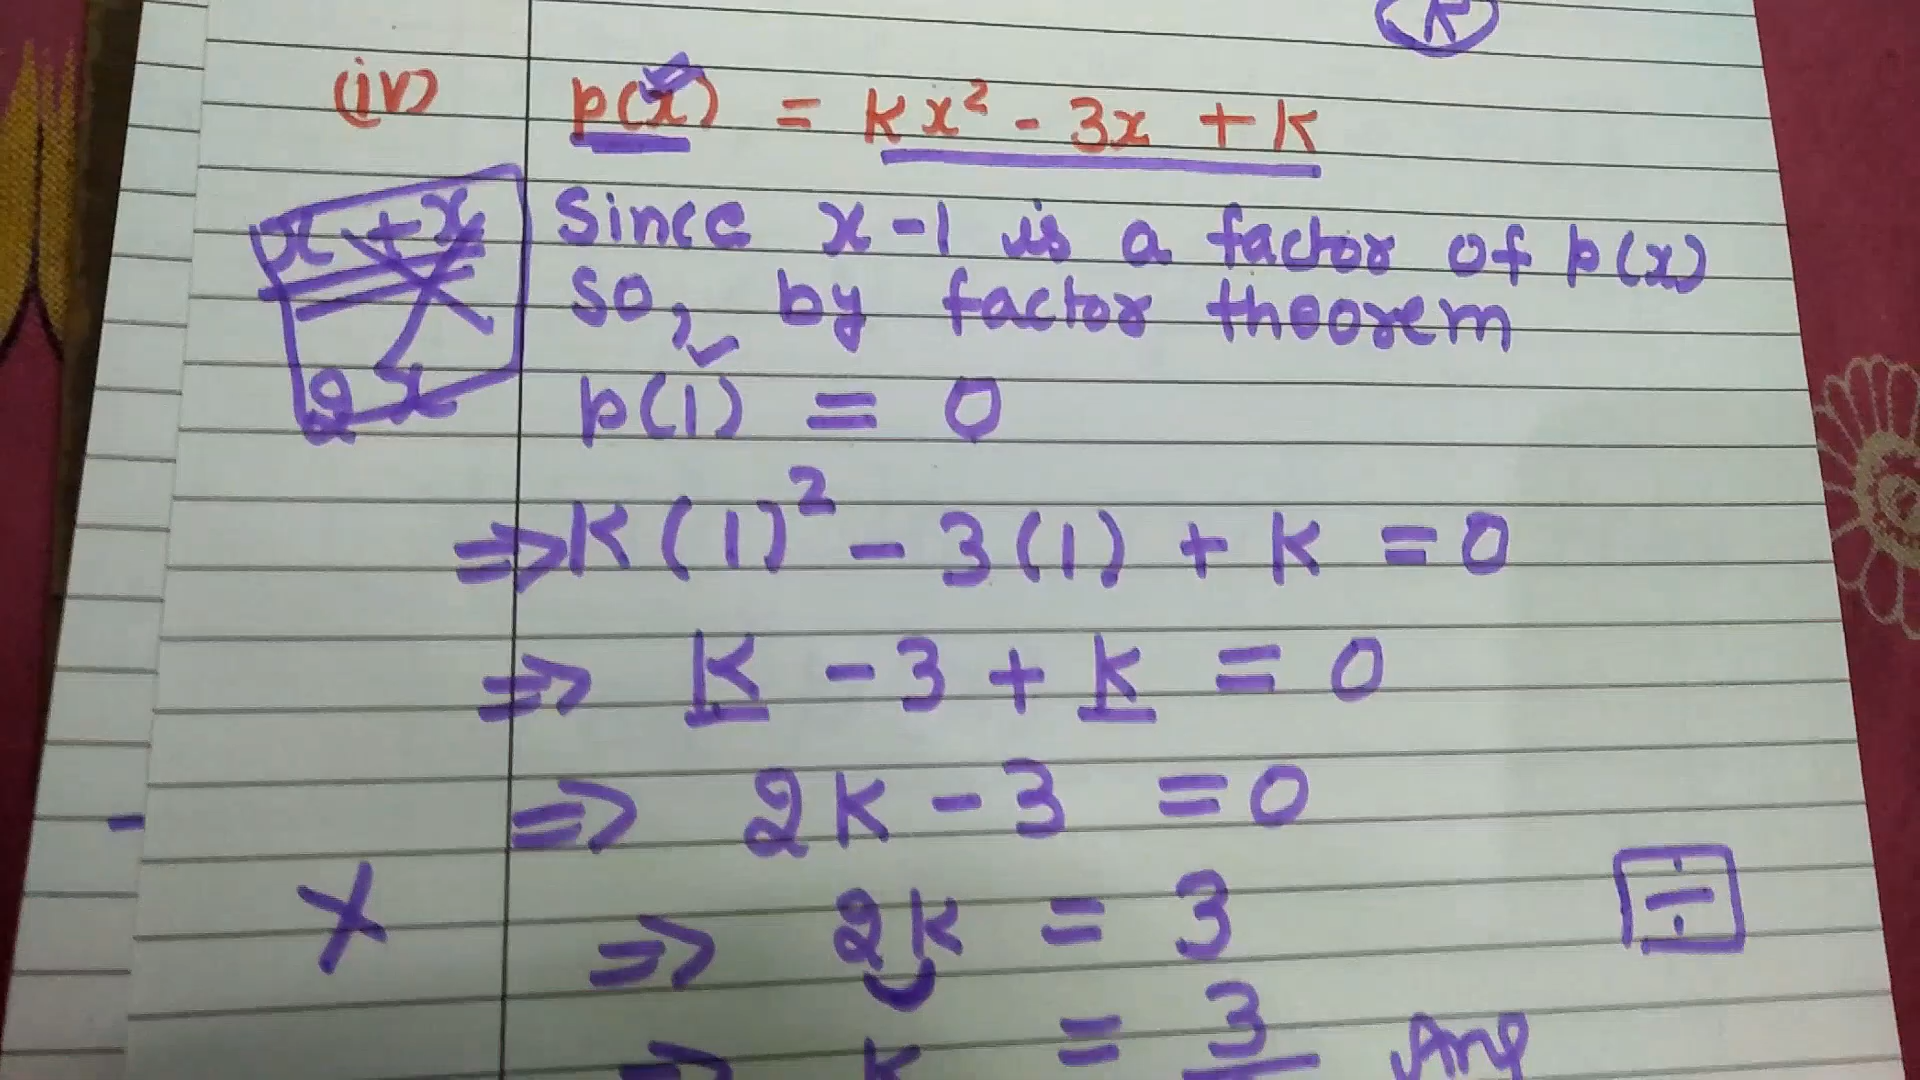 (K)
(iv) p(x) = kx² - 3x + k
x + x
2x
Since x-1 is a factor of p(x)
so, by factor theorem
p(1) = 0
⇒ K(1)² - 3(1) + K = 0
⇒ K - 3 + k = 0
⇒ 2K - 3 = 0
X ⇒ 2k = 3 ÷
⇒ k = 3 Ans